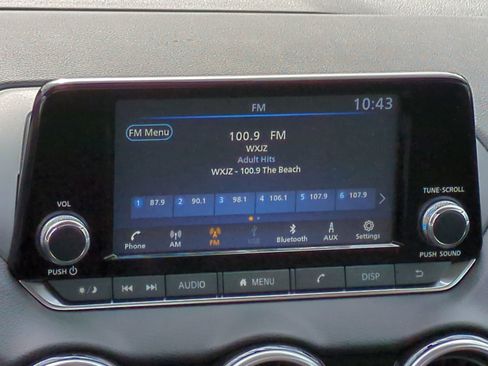 FM
10:43
FM Menu
100.9 FM
WXJZ
Adult Hits
WXJZ - 100.9 The Beach
1 87.9 2 90.1 3 98.1 4 106.1 5 107.9 6 107.9
Phone AM FM USB Bluetooth AUX Settings
VOL
PUSH
TUNE·SCROLL
PUSH SOUND
AUDIO MENU DISP